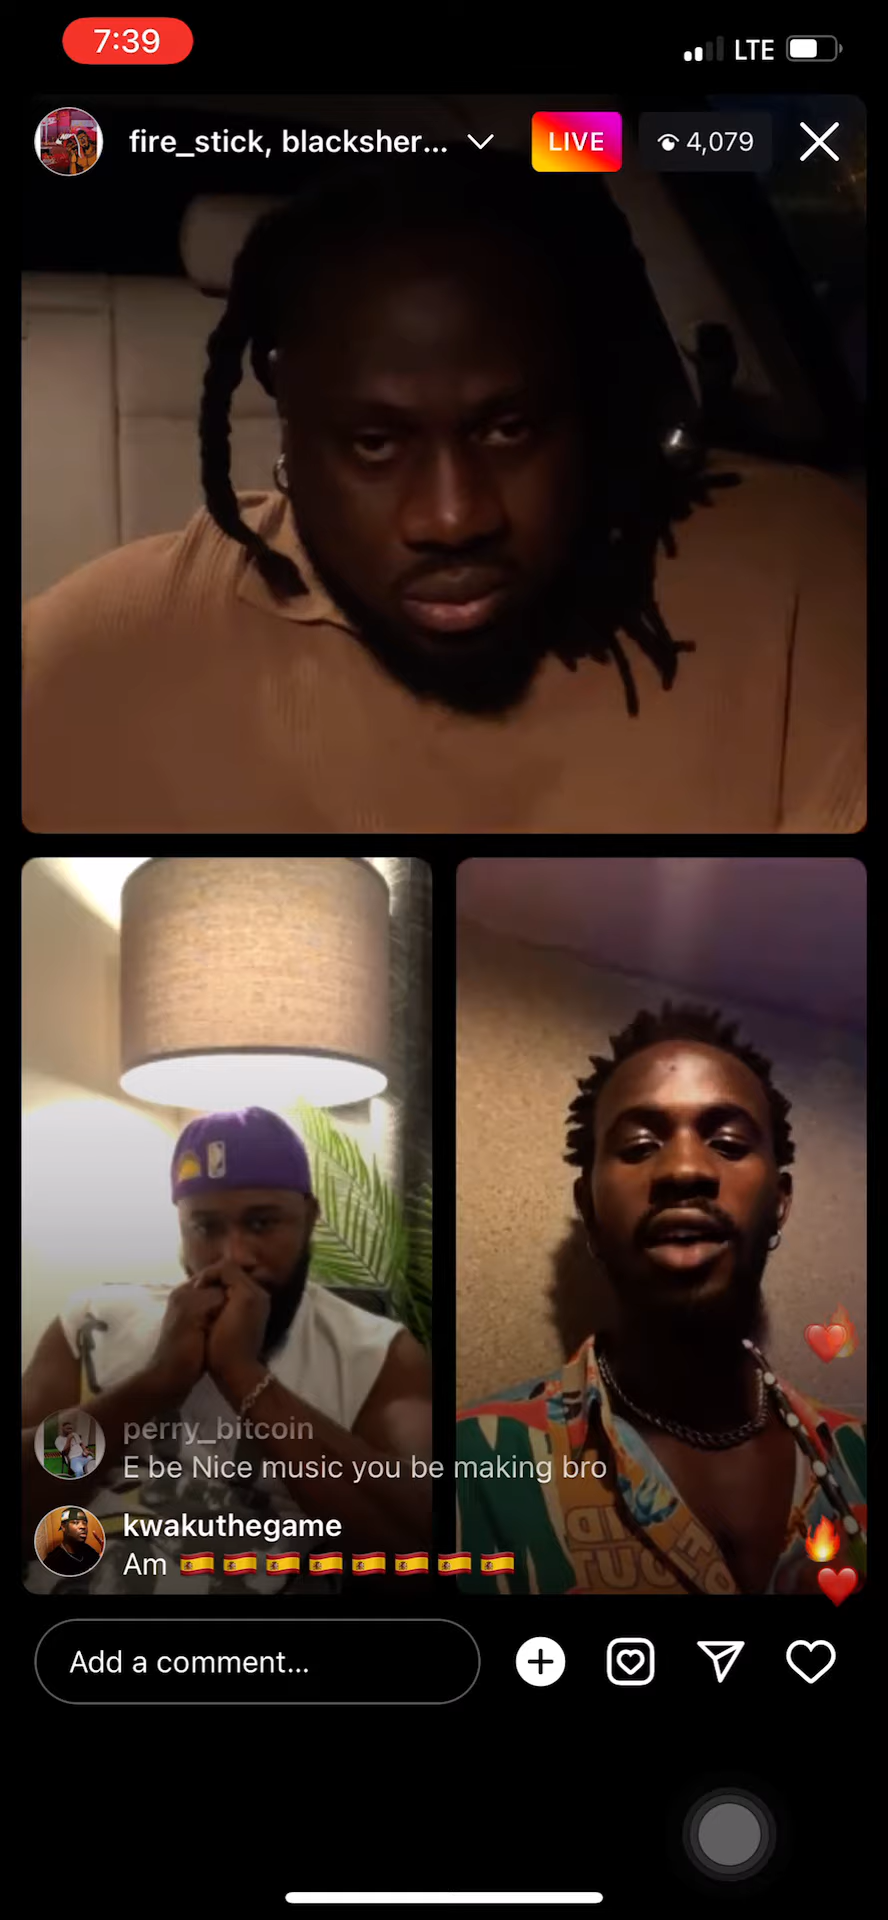 7:39
LTE
fire_stick, blacksher...
LIVE
4,079
perry_bitcoin
E be Nice music you be making bro
kwakuthegame
Am 🇪🇸🇪🇸🇪🇸🇪🇸🇪🇸🇪🇸🇪🇸🇪🇸
Add a comment...